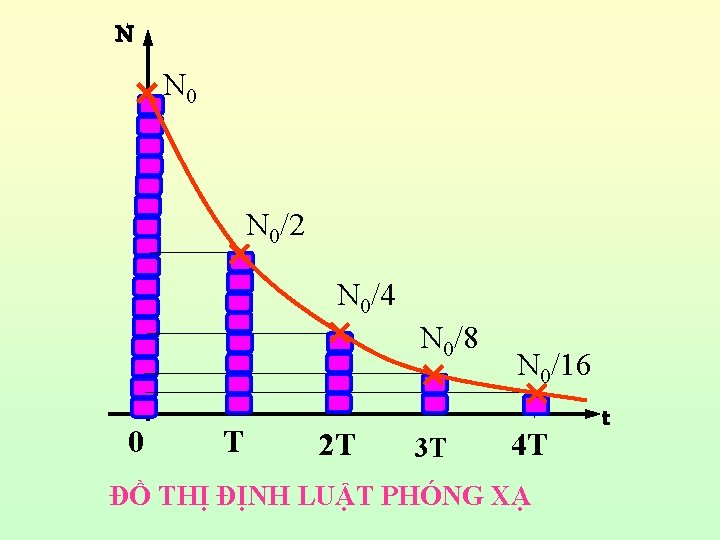 N
N0
N0/2
N0/4
N0/8
N0/16
t
0 T 2T 3T 4T
ĐỒ THỊ ĐỊNH LUẬT PHÓNG XẠ